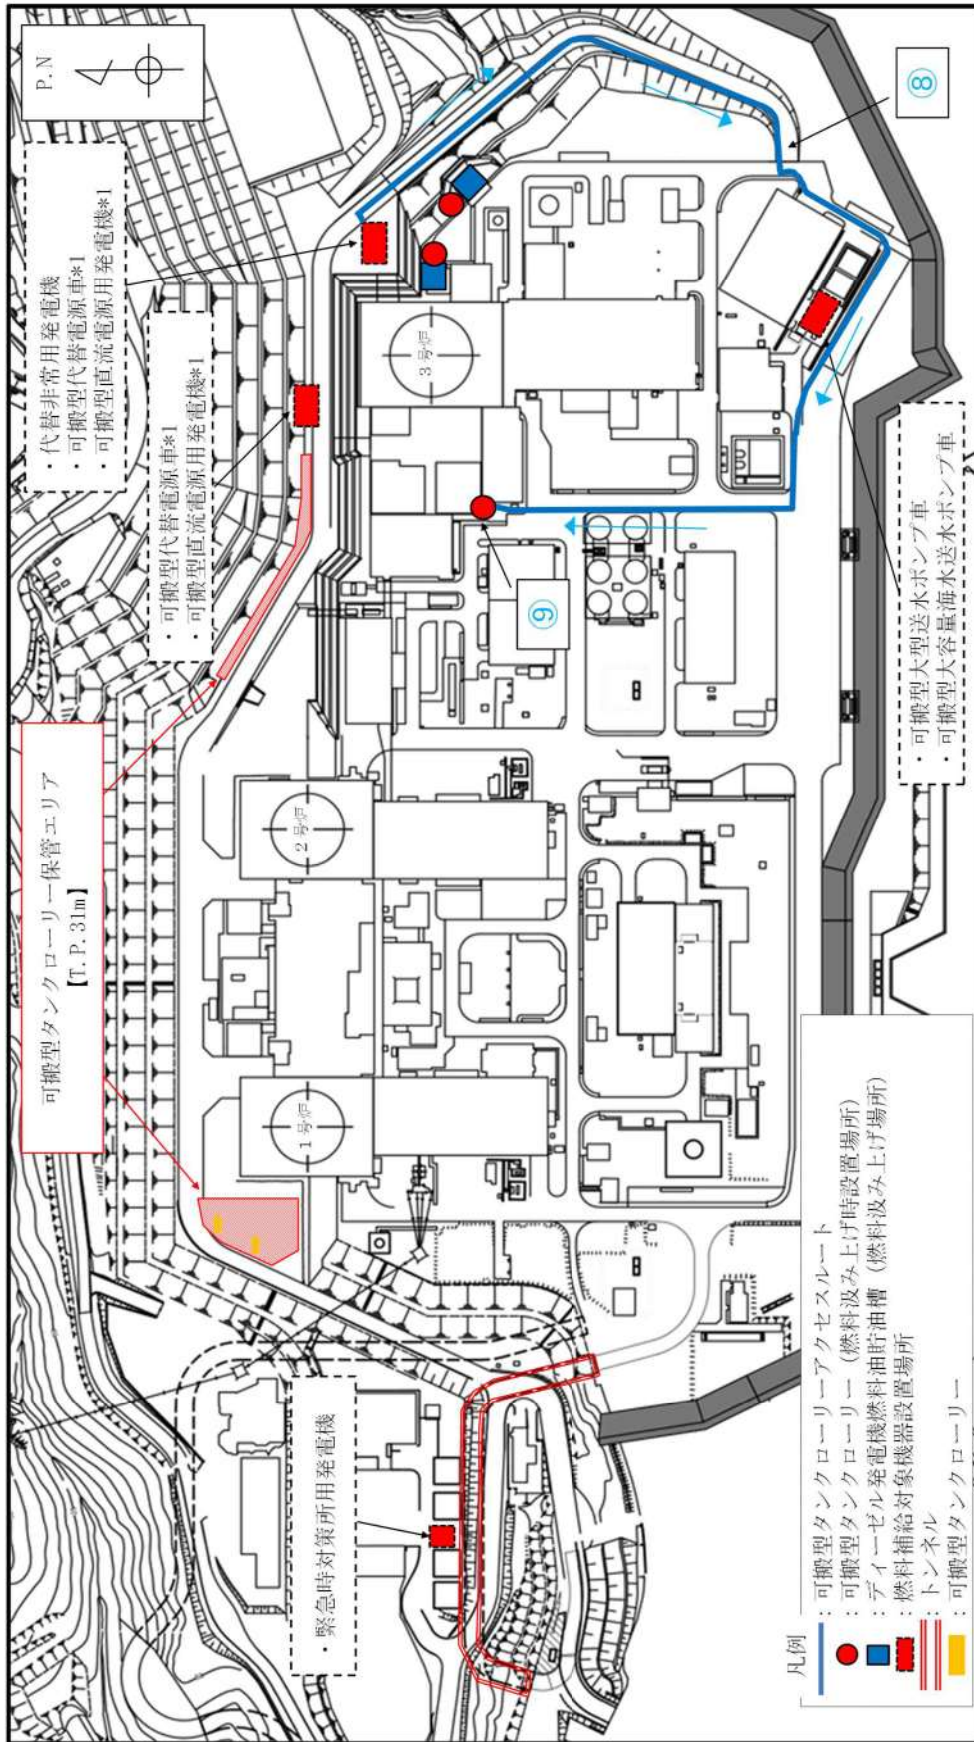 P.N
・代替非常用発電機
・可搬型代替電源車*1
・可搬型直流電源用発電機*1
・可搬型代替電源車*1
・可搬型直流電源用発電機*1
可搬型タンクローリー保管エリア
【T.P.31m】
・緊急時対策所用発電機
1号炉
2号炉
3号炉
⑧
⑨
・可搬型大型送水ポンプ車
・可搬型大容量海水送水ポンプ車
凡例
：可搬型タンクローリーアクセスルート
：可搬型タンクローリー（燃料汲み上げ時設置場所）
：ディーゼル発電機燃料油貯油槽（燃料汲み上げ場所）
：燃料補給対象機器設置場所
：トンネル
：可搬型タンクローリー